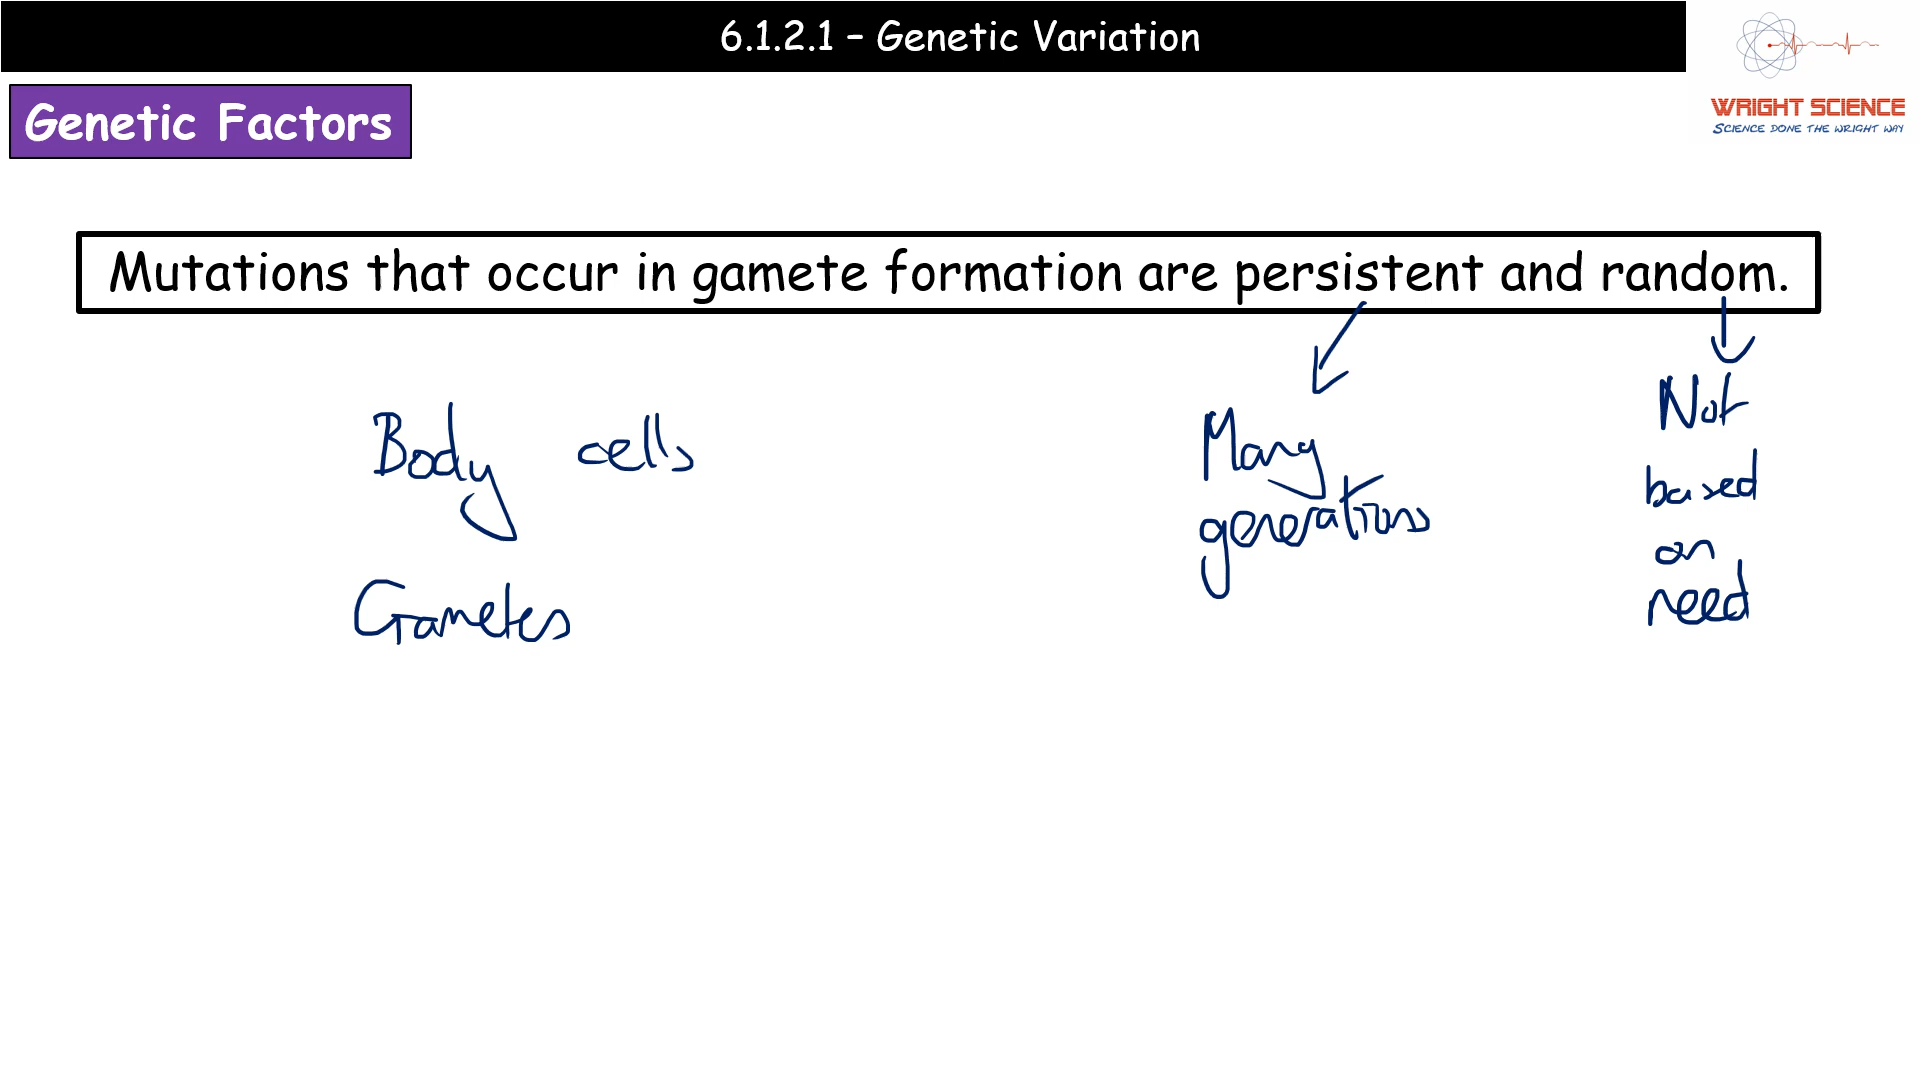 6.1.2.1 – Genetic Variation
WRIGHT SCIENCE
SCIENCE DONE THE WRIGHT WAY
Genetic Factors
Mutations that occur in gamete formation are persistent and random.
Body cells
Gametes
Many
generations
Not
based
on
need